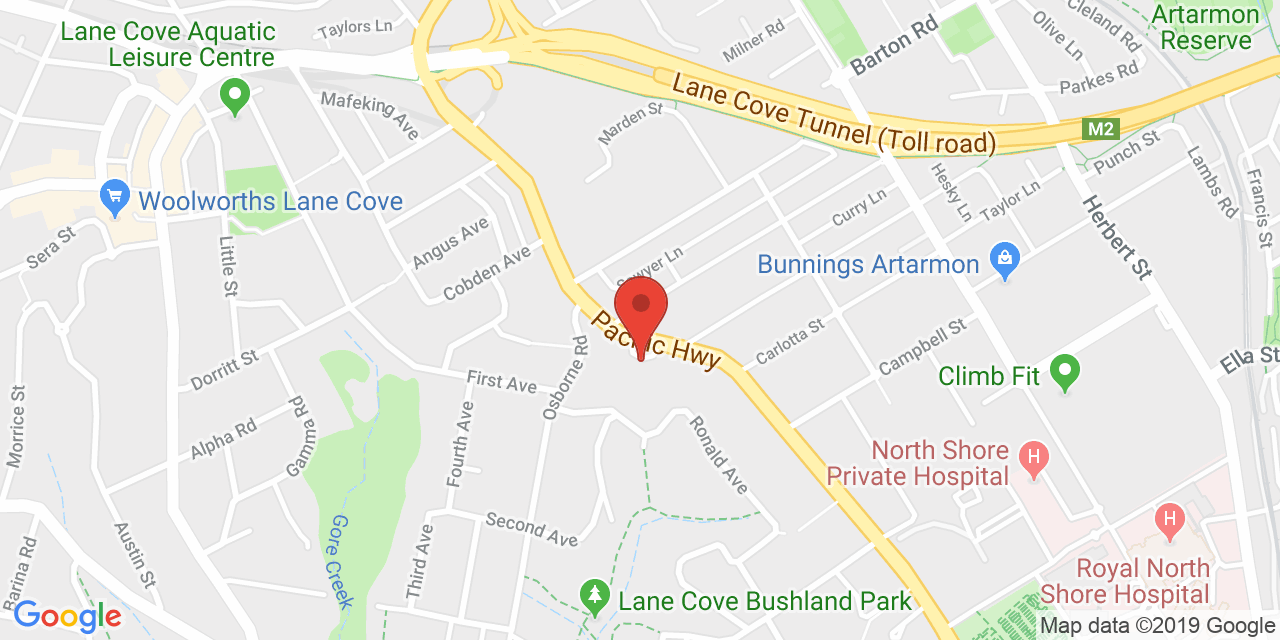 Lane Cove Aquatic
Leisure Centre
Taylors Ln
Mafeking Ave
Milner Rd
Barton Rd
Olive Ln
Cleland Rd
Artarmon
Reserve
Parkes Rd
Marden St
Lane Cove Tunnel (Toll road)
M2
Punch St
Lambs Rd
Francis St
Woolworths Lane Cove
Sera St
Little St
Angus Ave
Cobden Ave
Sawyer Ln
Curry Ln
Hesky Ln
Taylor Ln
Herbert St
Bunnings Artarmon
Pacific Hwy
Carlotta St
Campbell St
Ella St
Climb Fit
Osborne Rd
First Ave
Dorritt St
Morrice St
Alpha Rd
Gamma Rd
Fourth Ave
Ronald Ave
North Shore
Private Hospital
H
H
Royal North
Shore Hospital
Second Ave
Third Ave
Gore Creek
Austin St
Barina Rd
Lane Cove Bushland Park
Google
Map data ©2019 Google